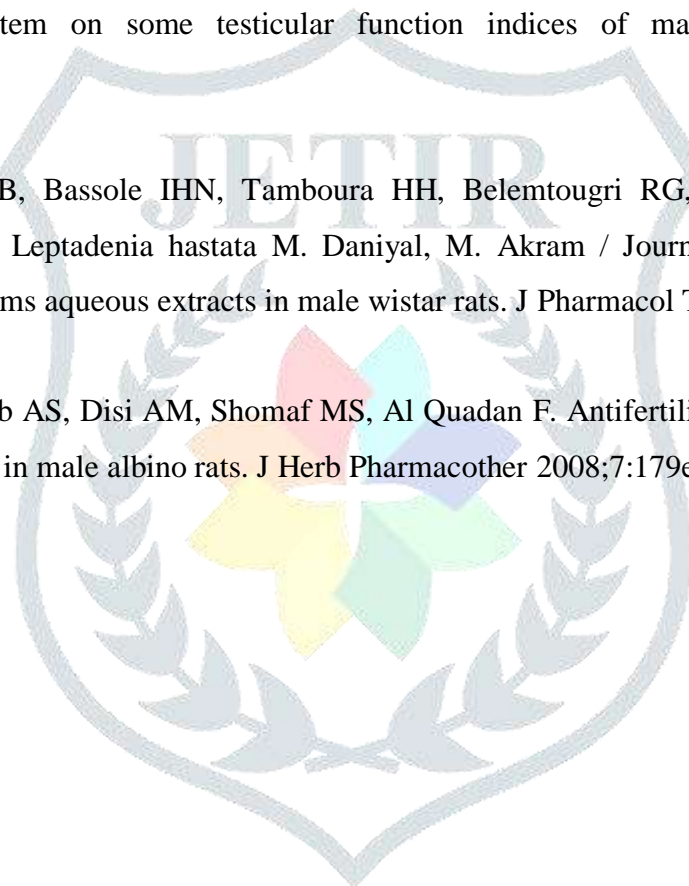 tem on some testicular function indices of ma
JETIR
B, Bassole IHN, Tamboura HH, Belemtougri RG,
Leptadenia hastata M. Daniyal, M. Akram / Journ
ms aqueous extracts in male wistar rats. J Pharmacol T
b AS, Disi AM, Shomaf MS, Al Quadan F. Antifertili
in male albino rats. J Herb Pharmacother 2008;7:179e